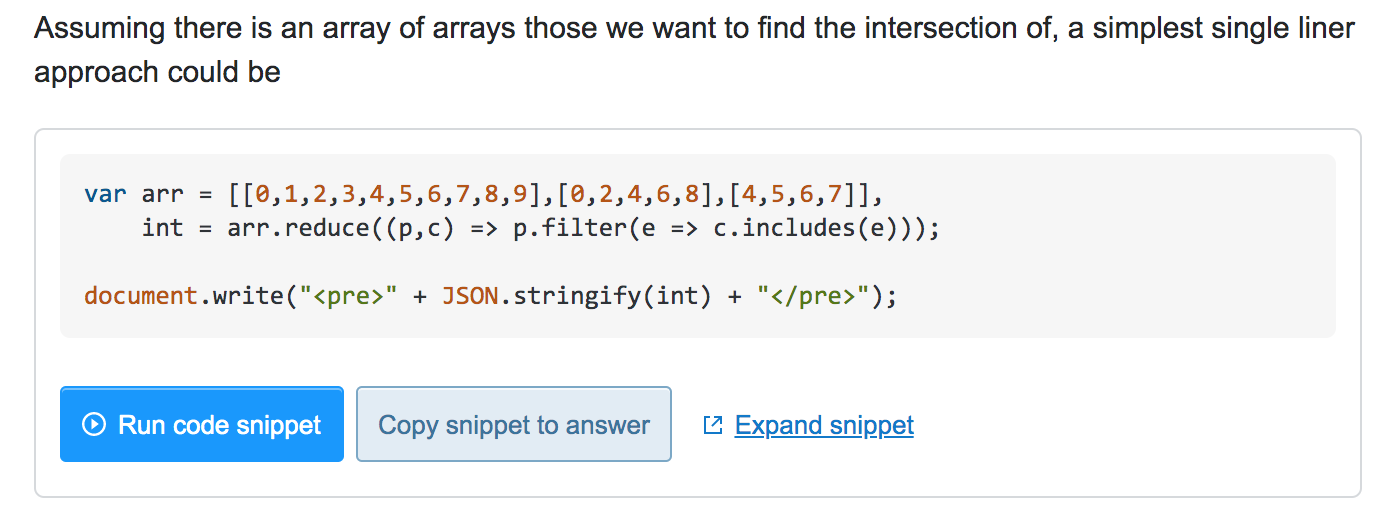 Assuming there is an array of arrays those we want to find the intersection of, a simplest single liner
approach could be
var arr = [[0,1,2,3,4,5,6,7,8,9],[0,2,4,6,8],[4,5,6,7]],
    int = arr.reduce((p,c) => p.filter(e => c.includes(e)));
document.write("<pre>" + JSON.stringify(int) + "</pre>");
Run code snippet Copy snippet to answer Expand snippet